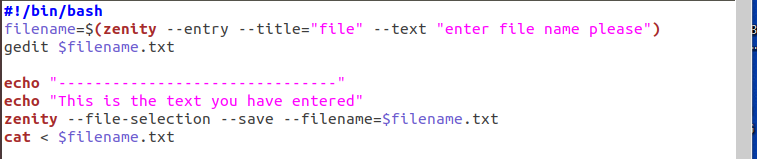 #!/bin/bash
filename=$(zenity --entry --title="file" --text "enter file name please")
gedit $filename.txt
echo "-------------------------------"
echo "This is the text you have entered"
zenity --file-selection --save --filename=$filename.txt
cat < $filename.txt